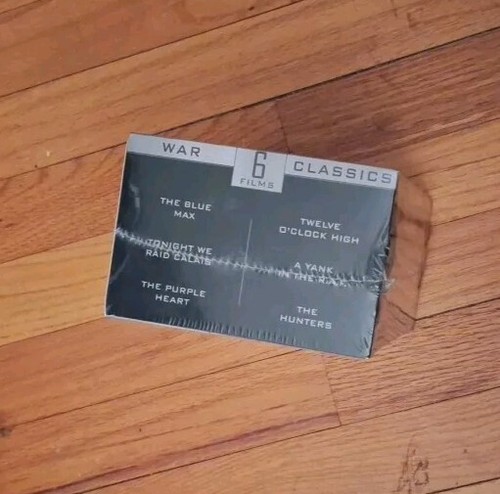 WAR 6 CLASSICS
FILMS
THE BLUE
MAX
TONIGHT WE
RAID CALAIS
THE PURPLE
HEART
TWELVE
O'CLOCK HIGH
A YANK
IN THE R.A.F.
THE
HUNTERS